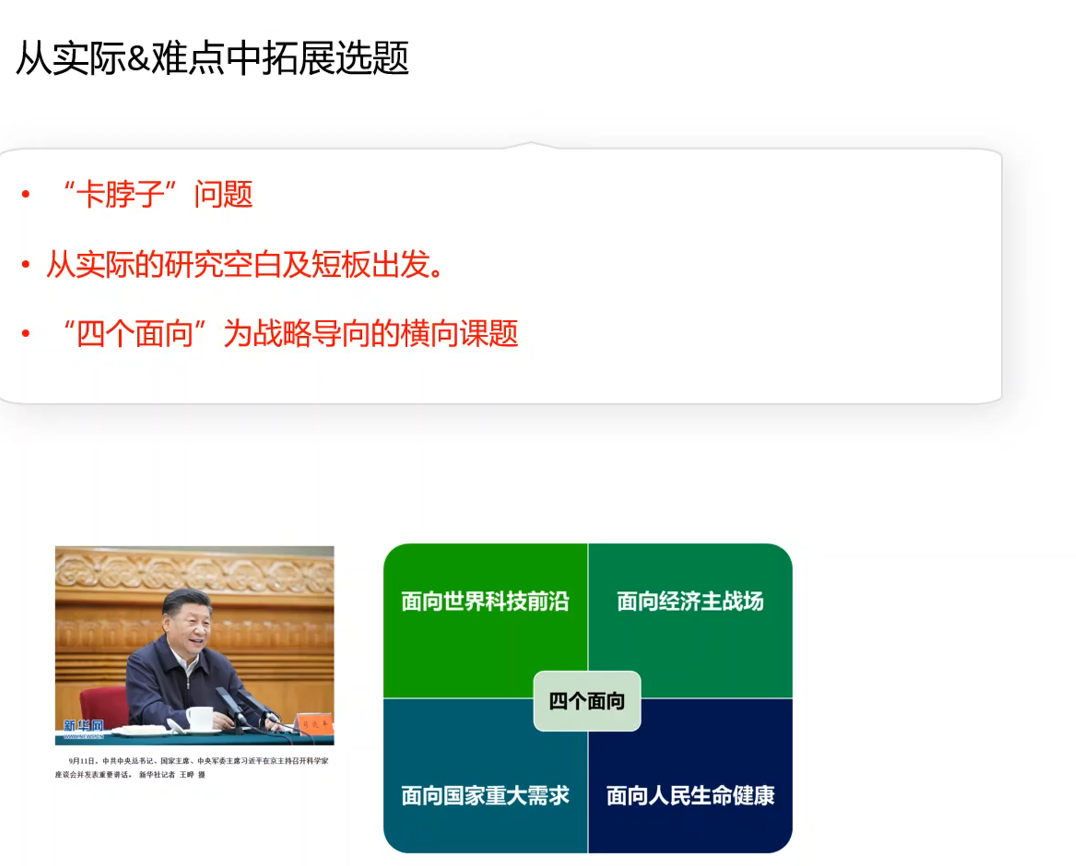 从实际&难点中拓展选题
• “卡脖子”问题
• 从实际的研究空白及短板出发。
• “四个面向”为战略导向的横向课题
新华网
9月11日，中共中央总书记、国家主席、中央军委主席习近平在京主持召开科学家
座谈会并发表重要讲话。 新华社记者 王晔 摄
面向世界科技前沿
面向经济主战场
四个面向
面向国家重大需求
面向人民生命健康